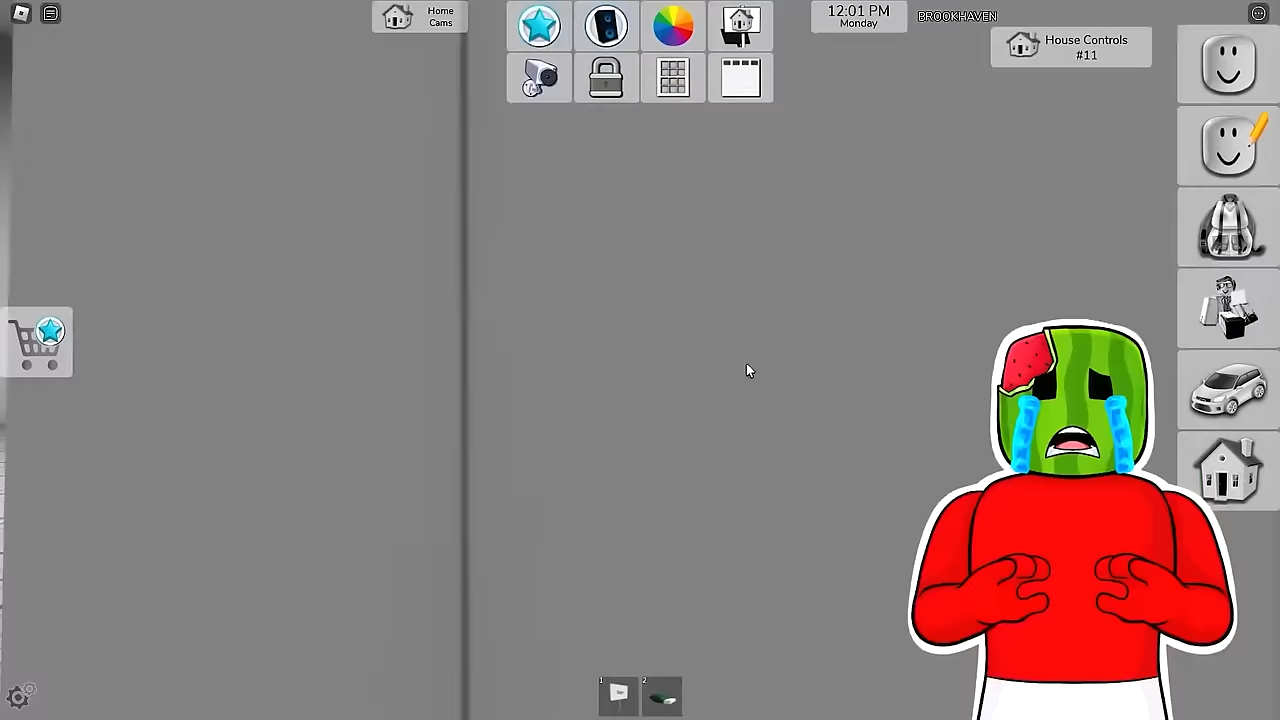 Home
Cams
12:01 PM
Monday
BROOKHAVEN
House Controls
#11
1
2